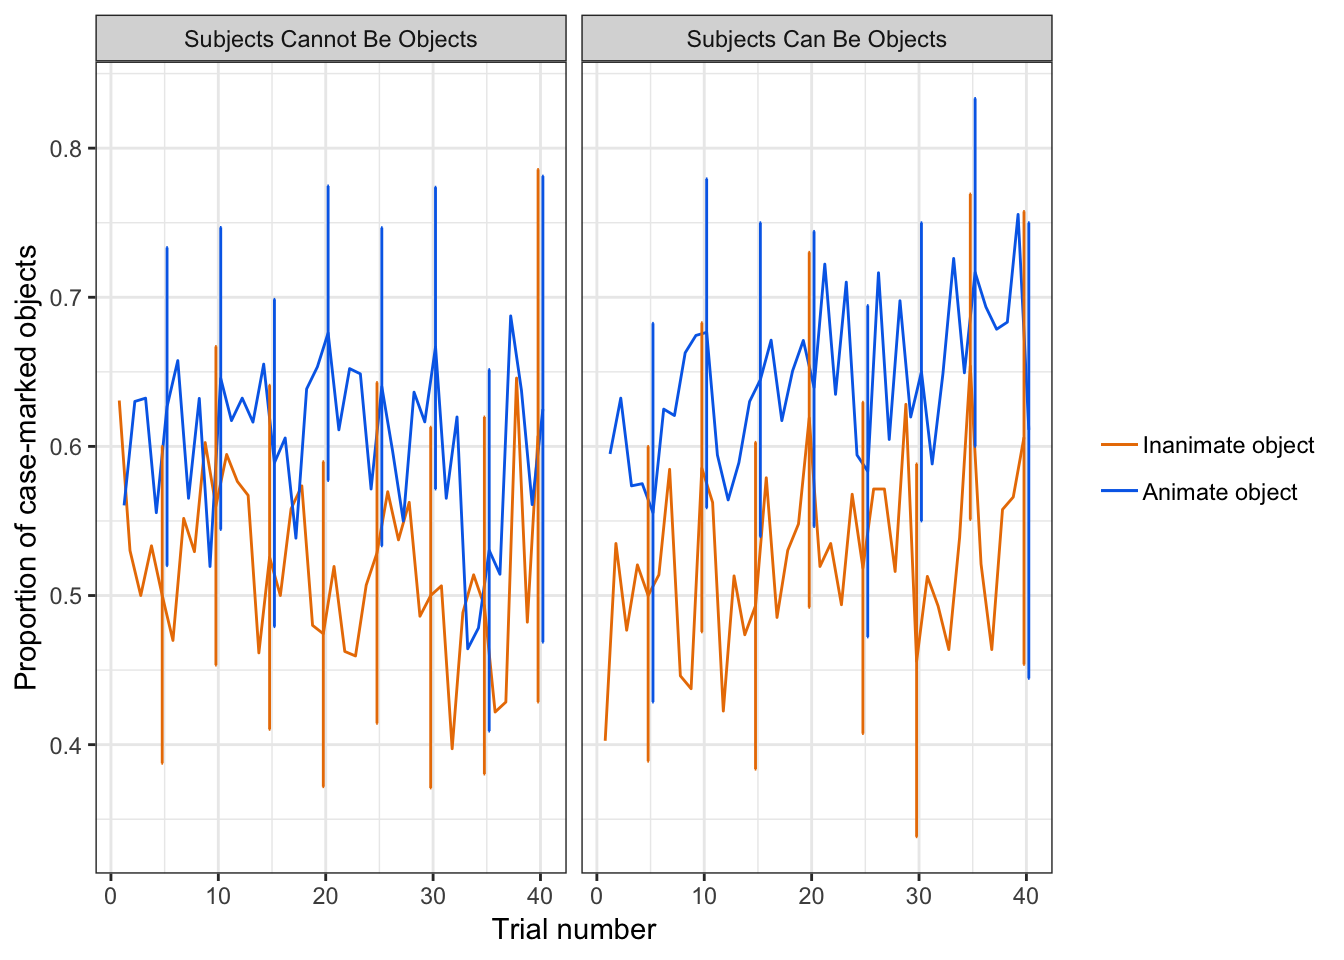 Subjects Cannot Be Objects
Subjects Can Be Objects
Proportion of case-marked objects
0.8
0.7
0.6
0.5
0.4
0 10 20 30 40
0 10 20 30 40
Trial number
Inanimate object
Animate object